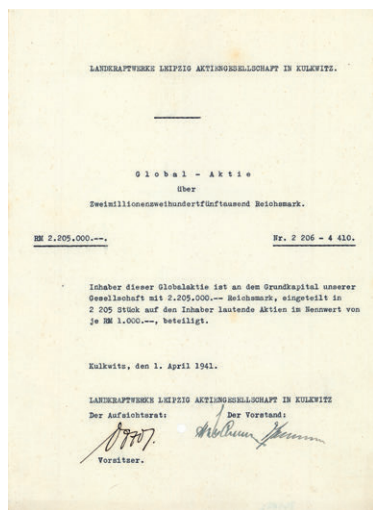 LANDKRAFTWERKE LEIPZIG AKTIENGESELLSCHAFT IN KULKWITZ.
Global - Aktie
über
Zweimillionenzweihundertfünftausend Reichsmark.
RM 2.205.000.--.
Nr. 2 206 - 4 410.
Inhaber dieser Globalaktie ist an dem Grundkapital unserer
Gesellschaft mit 2.205.000.-- Reichsmark, eingeteilt in
2 205 Stück auf den Inhaber lautende Aktien im Nennwert von
je RM 1.000.--, beteiligt.
Kulkwitz, den 1. April 1941.
LANDKRAFTWERKE LEIPZIG AKTIENGESELLSCHAFT IN KULKWITZ
Der Aufsichtsrat: Der Vorstand:
Vorsitzer.